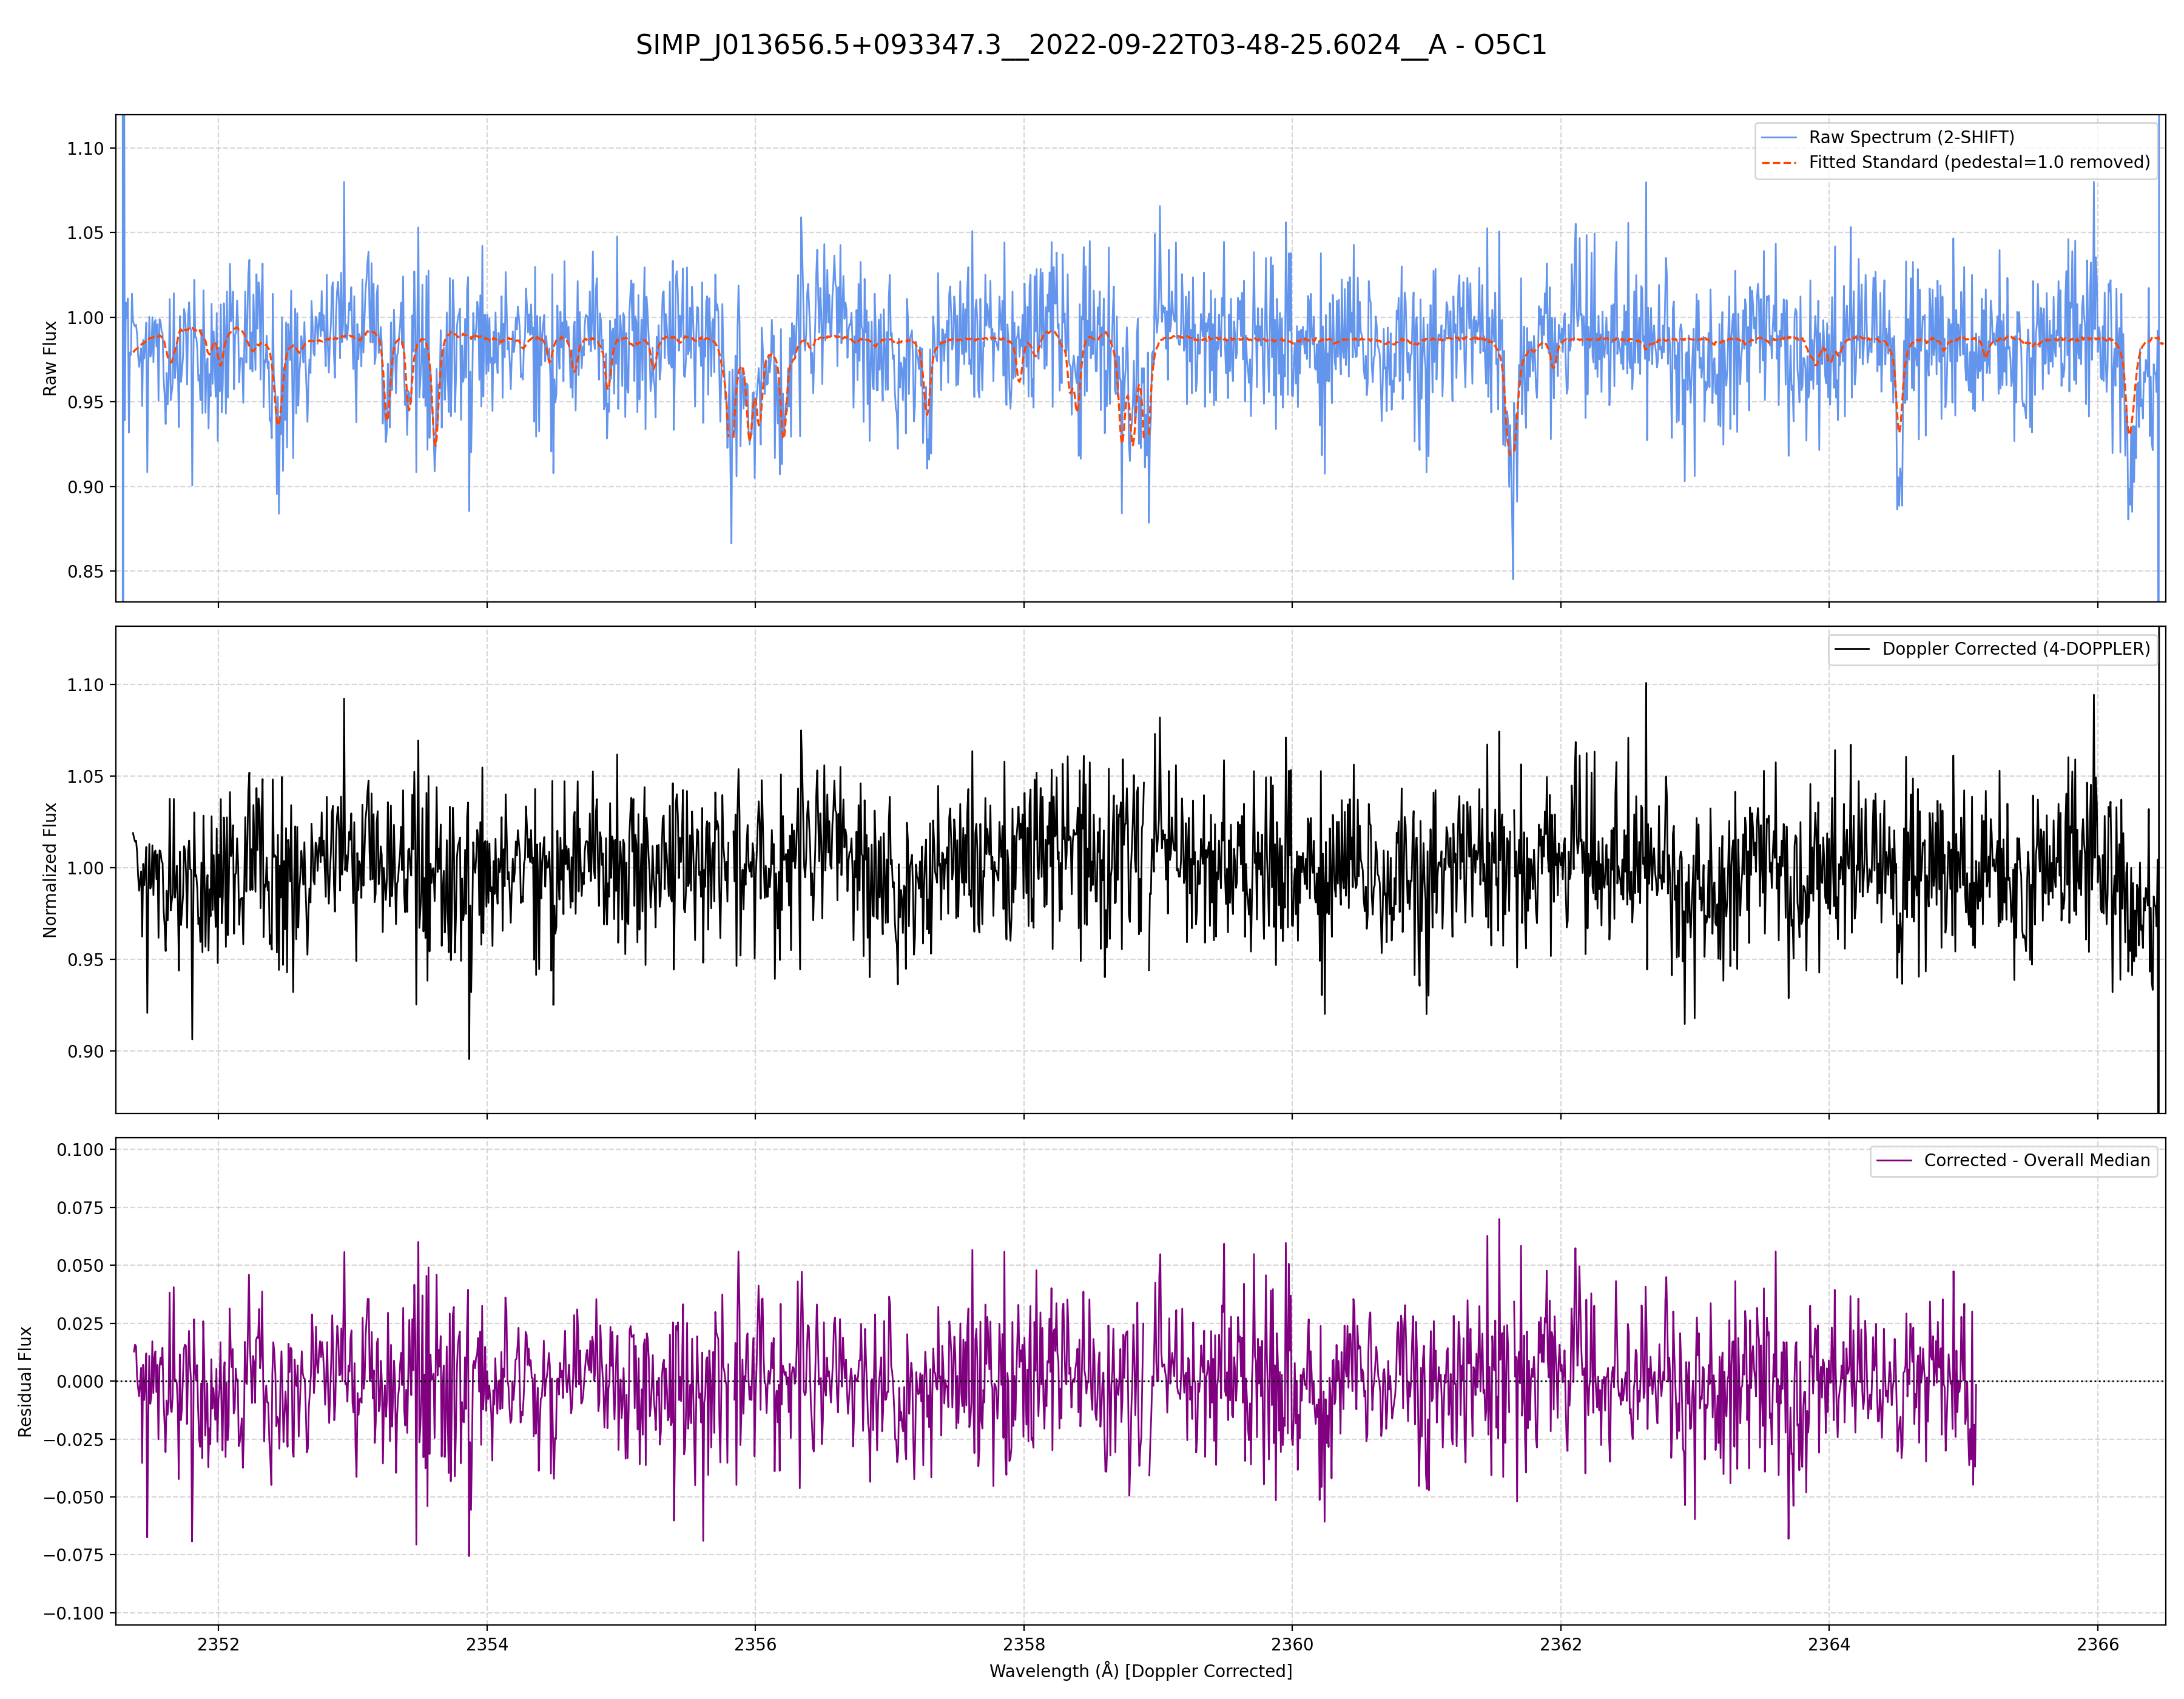 SIMP_J013656.5+093347.3__2022-09-22T03-48-25.6024__A - O5C1
Raw Spectrum (2-SHIFT)
Fitted Standard (pedestal=1.0 removed)
Raw Flux
1.10
1.05
1.00
0.95
0.90
0.85
Doppler Corrected (4-DOPPLER)
Normalized Flux
1.10
1.05
1.00
0.95
0.90
Corrected - Overall Median
Residual Flux
0.100
0.075
0.050
0.025
0.000
−0.025
−0.050
−0.075
−0.100
2352 2354 2356 2358 2360 2362 2364 2366
Wavelength (Å) [Doppler Corrected]